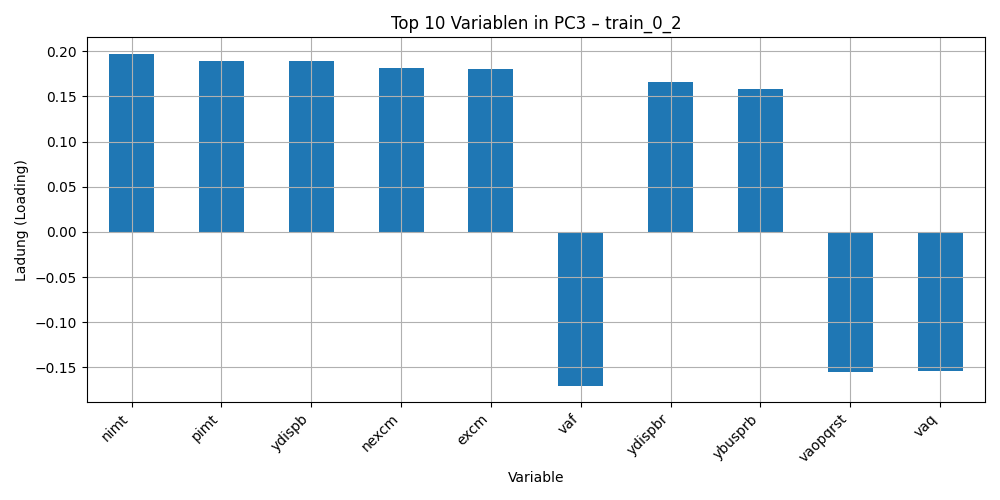 Top 10 Variablen in PC3 – train_0_2
Ladung (Loading)
0.20
0.15
0.10
0.05
0.00
−0.05
−0.10
−0.15
nimt
pimt
ydispb
nexcm
excm
vaf
ydispbr
ybusprb
vaopqrst
vaq
Variable